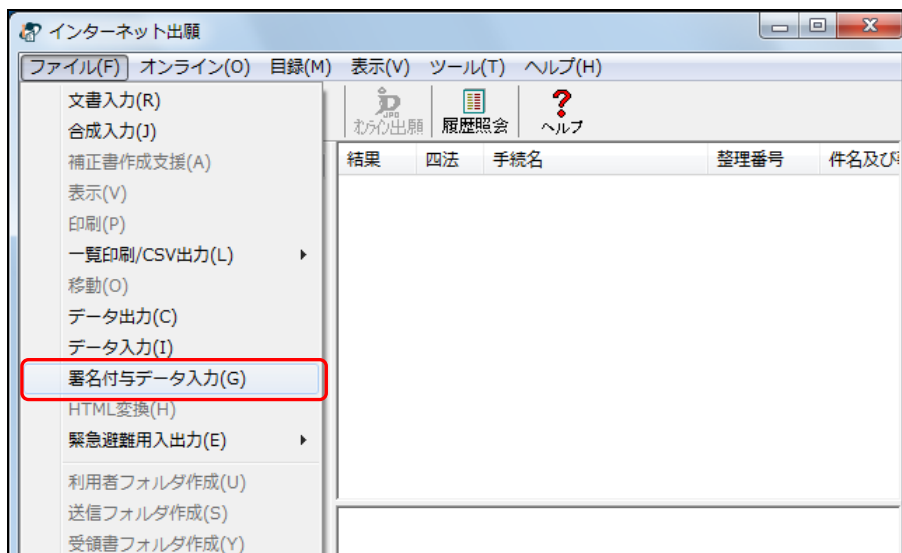 インターネット出願
ファイル(F) オンライン(O) 目録(M) 表示(V) ツール(T) ヘルプ(H)
文書入力(R)
合成入力(J)
補正書作成支援(A)
表示(V)
印刷(P)
一覧印刷/CSV出力(L)
移動(O)
データ出力(C)
データ入力(I)
署名付与データ入力(G)
HTML変換(H)
緊急避難用入出力(E)
利用者フォルダ作成(U)
送信フォルダ作成(S)
受領書フォルダ作成(Y)
JPO
オンライン出願 履歴照会 ヘルプ
結果 四法 手続名 整理番号 件名及び